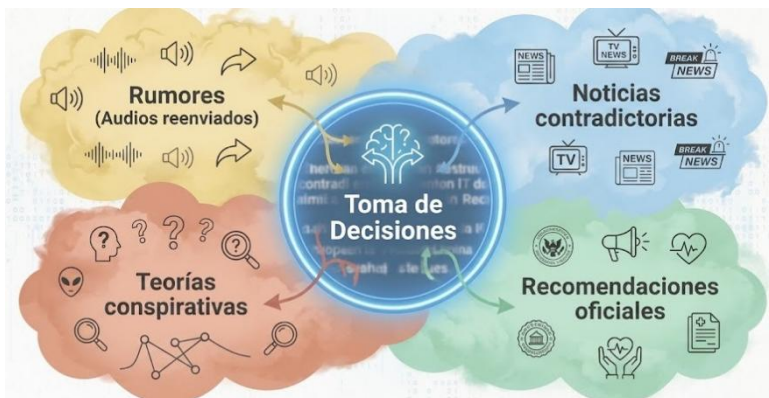 Rumores
(Audios reenviados)
NEWS
TV
NEWS
BREAK
NEWS
Noticias
contradictorias
TV
NEWS
BREAK
NEWS
Toma de
Decisiones
Teorías
conspirativas
Recomendaciones
oficiales